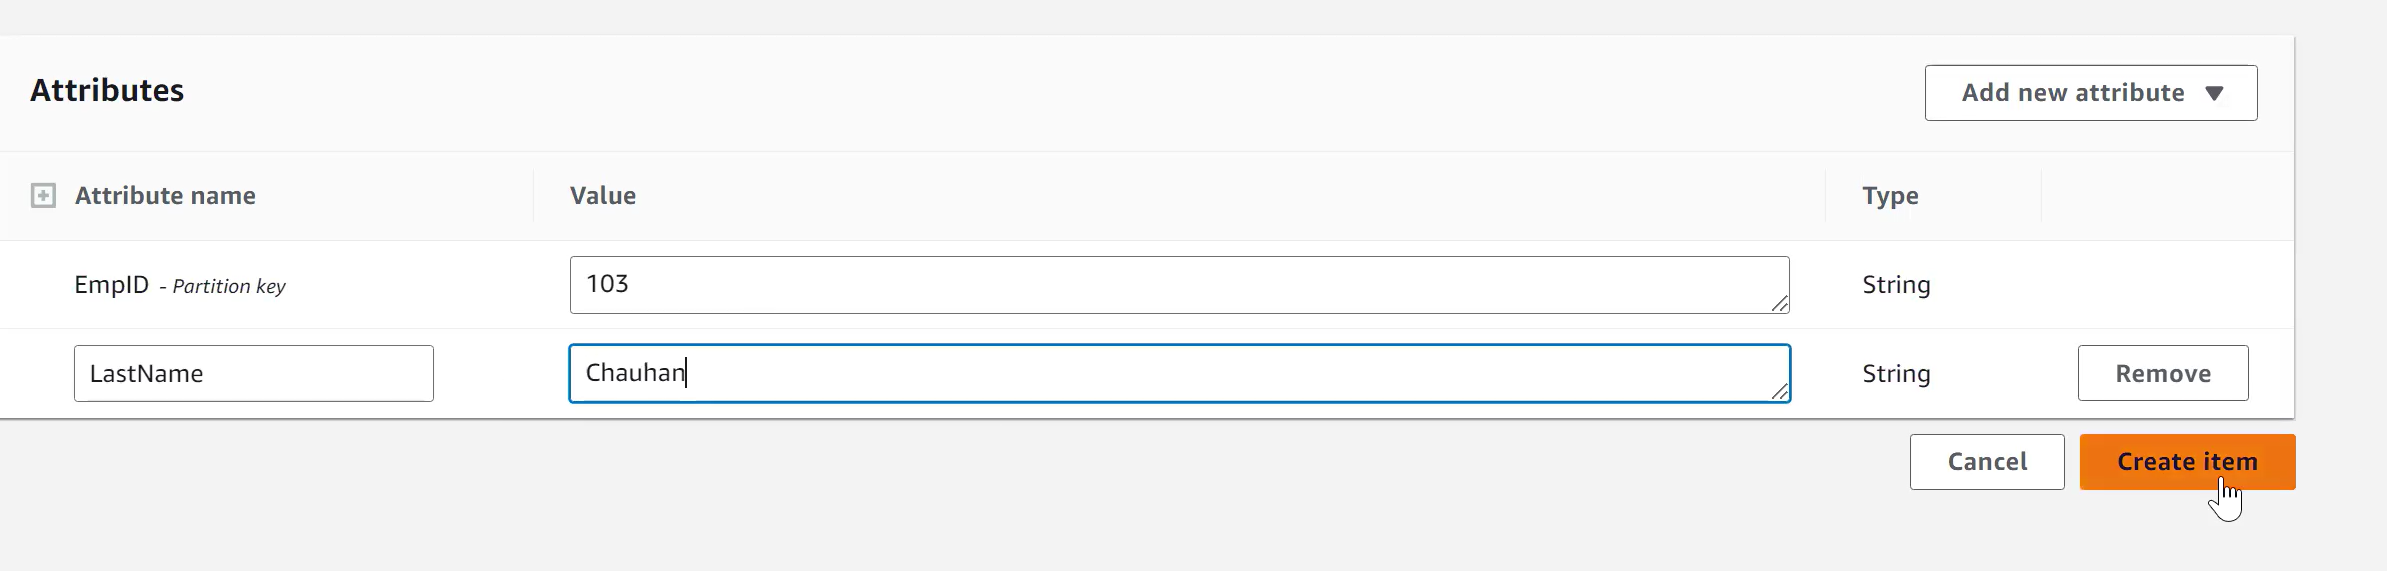 Attributes
Add new attribute
Attribute name Value Type
EmpID - Partition key 103 String
LastName Chauhan String Remove
Cancel Create item